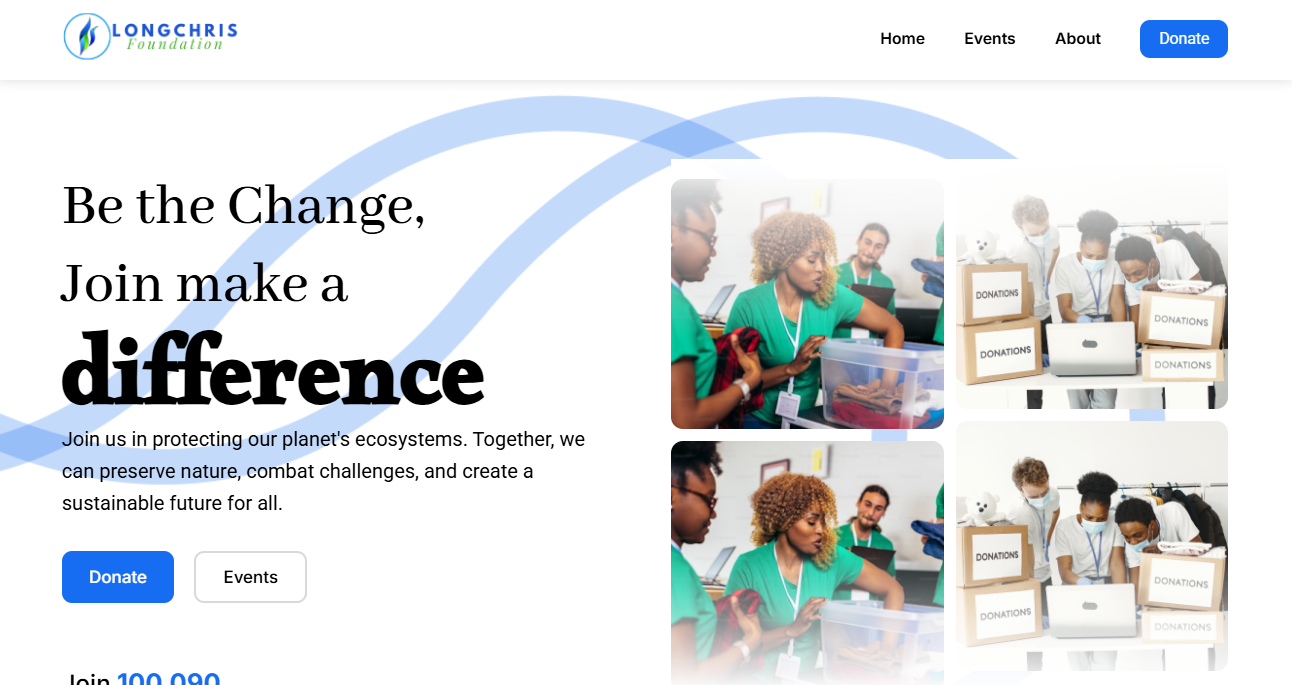 LONGCHRIS
Foundation
Home Events About Donate
Be the Change,
Join make a
difference
Join us in protecting our planet's ecosystems. Together, we
can preserve nature, combat challenges, and create a
sustainable future for all.
Donate Events
Join 100,090
DONATIONS
DONATIONS
DONATIONS
DONATIONS
DONATIONS
DONATIONS
DONATIONS
DONATIONS